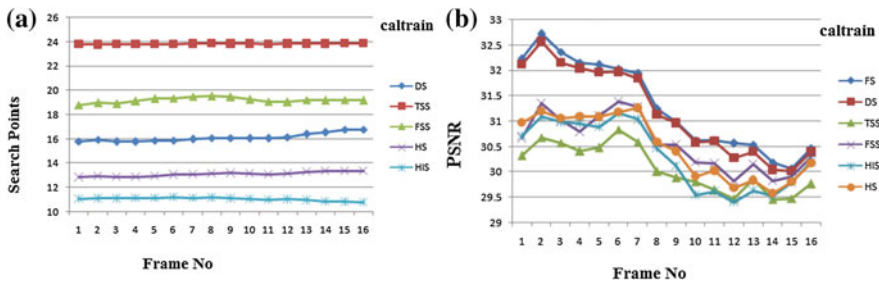 (a)
caltrain
Search Points
26
24
22
20
18
16
14
12
10
1 2 3 4 5 6 7 8 9 10 11 12 13 14 15 16
Frame No
DS
TSS
FSS
HS
HIS
(b)
caltrain
PSNR
33
32.5
32
31.5
31
30.5
30
29.5
29
1 2 3 4 5 6 7 8 9 10 11 12 13 14 15 16
Frame No
FS
DS
TSS
FSS
HIS
HS